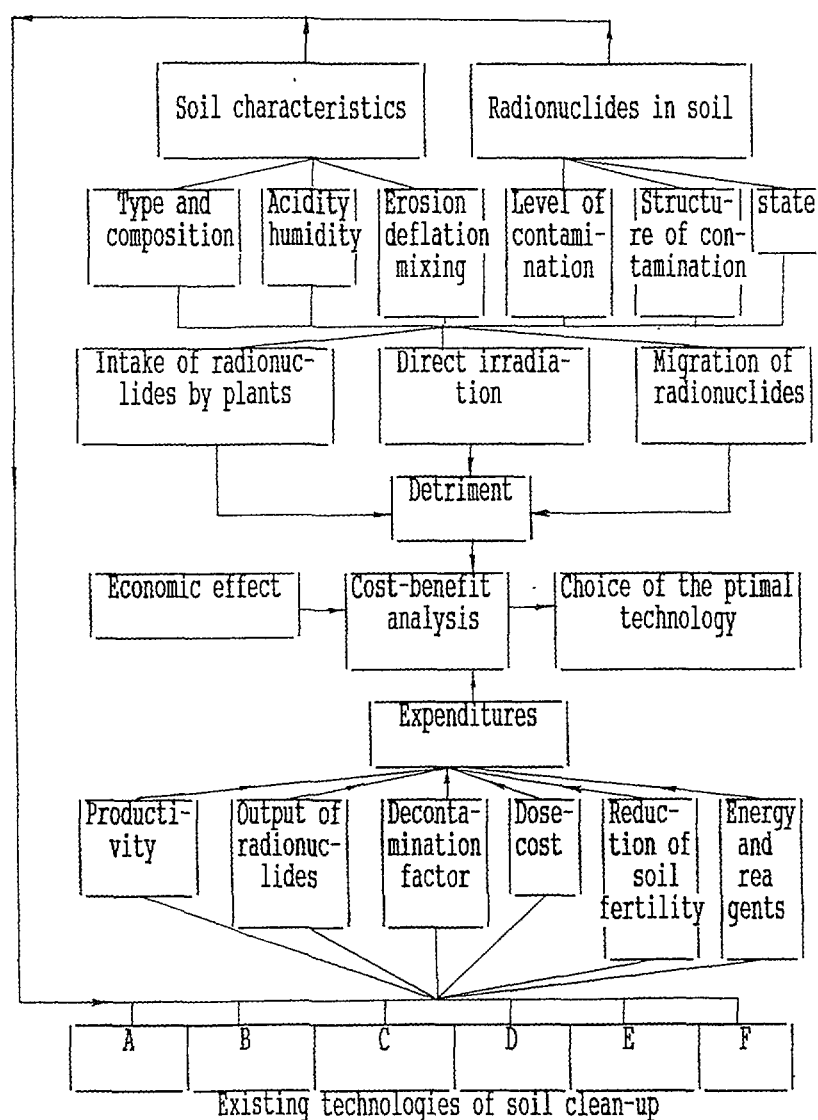 Soil characteristics
Radionuclides in soil
Type and
composition
Acidity
humidity
Erosion
deflation
mixing
Level of
contami-
nation
Structu-
re of con-
tamination
state
Intake of radionuc-
lides by plants
Direct irradia-
tion
Migration of
radionuclides
Detriment
Economic effect
Cost-benefit
analysis
Choice of the ptimal
technology
Expenditures
Producti-
vity
Output of
radionuc-
lides
Deconta-
mination
factor
Dose-
cost
Reduc-
tion of
soil
fertility
Energy
and
rea
gents
A
B
C
D
E
F
Existing technologies of soil clean-up